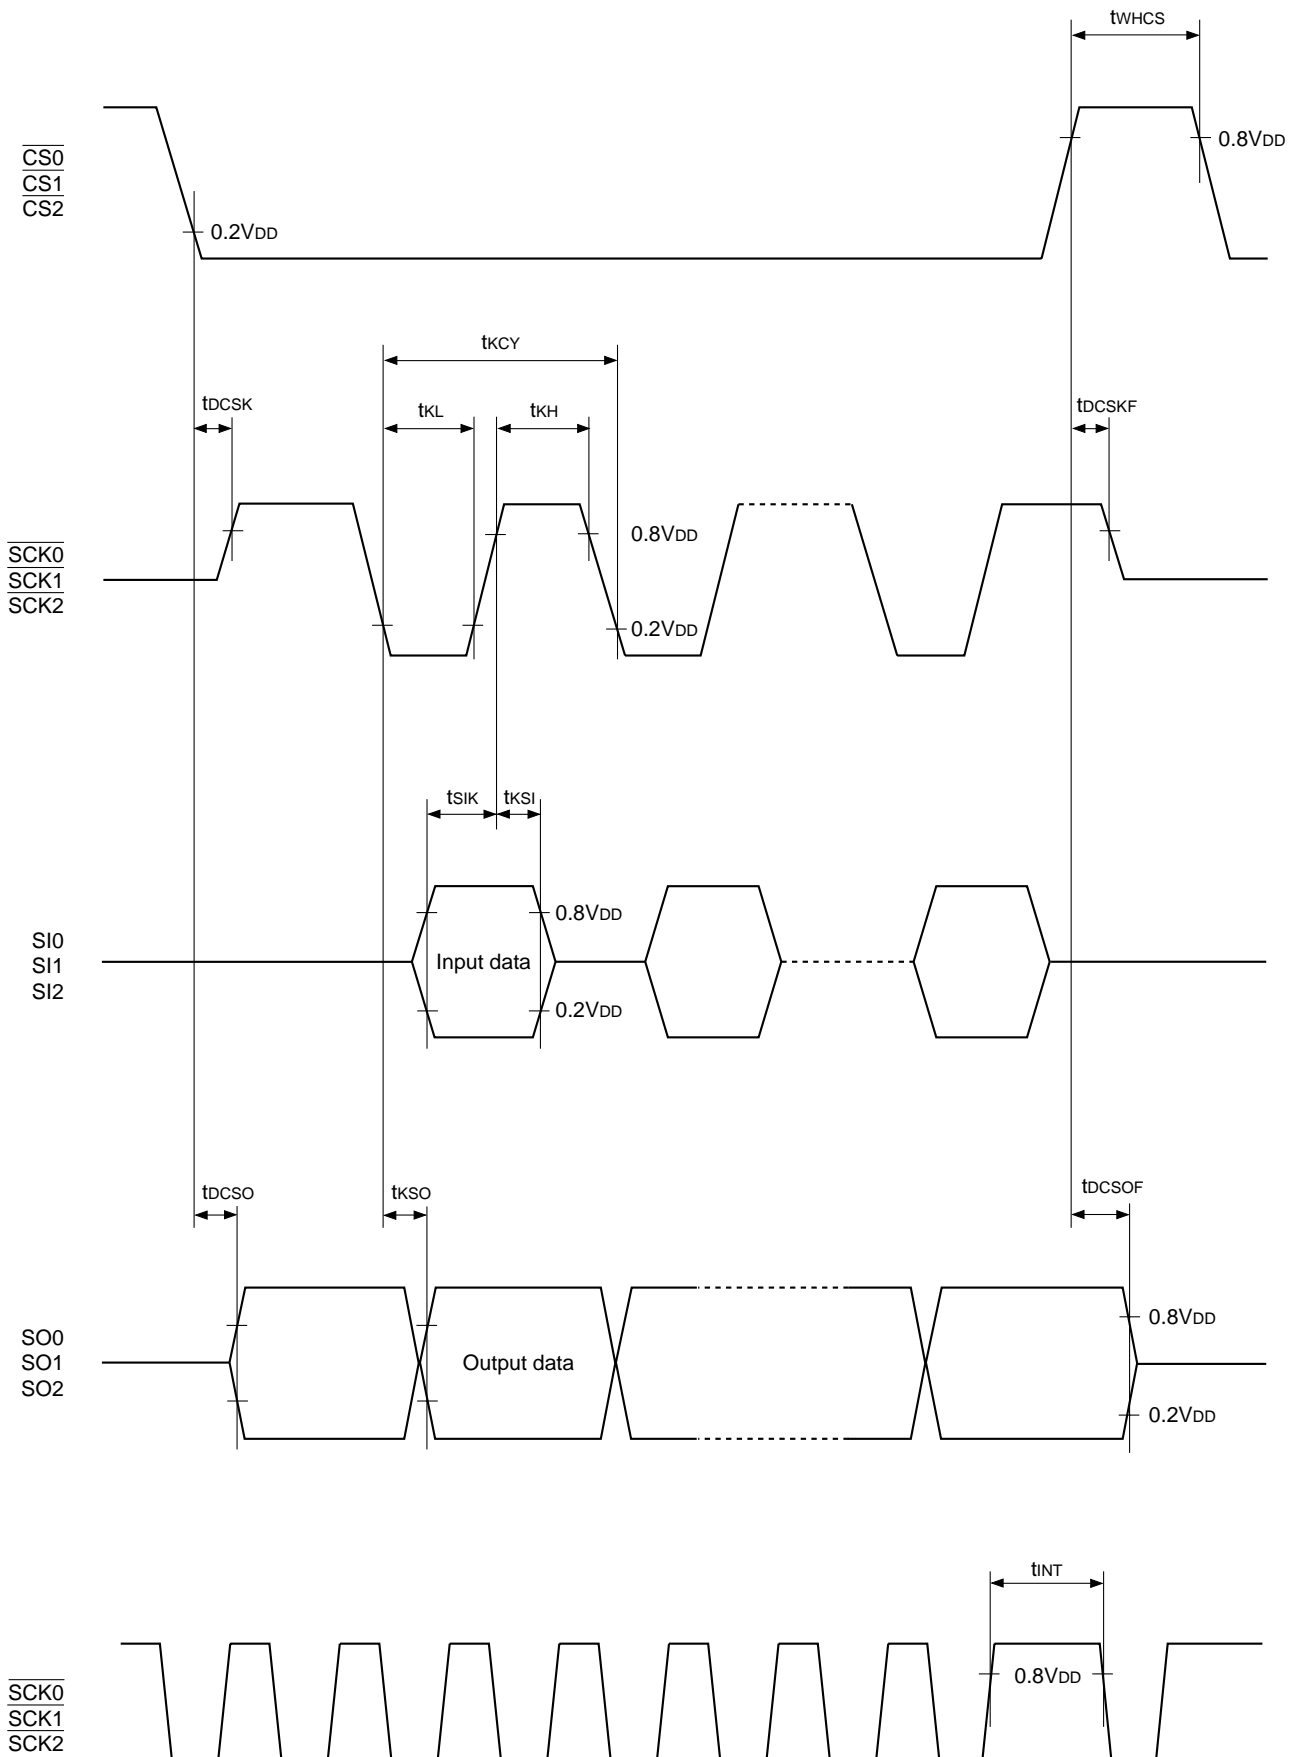 tWHCS
CS0
CS1
CS2
0.8VDD
0.2VDD
tKCY
tDCSK
tKL
tKH
tDCSKF
SCK0
SCK1
SCK2
0.8VDD
0.2VDD
tSIK
tKSI
SI0
SI1
SI2
0.8VDD
Input data
0.2VDD
tDCSO
tKSO
tDCSOF
SO0
SO1
SO2
0.8VDD
Output data
0.2VDD
tINT
SCK0
SCK1
SCK2
0.8VDD